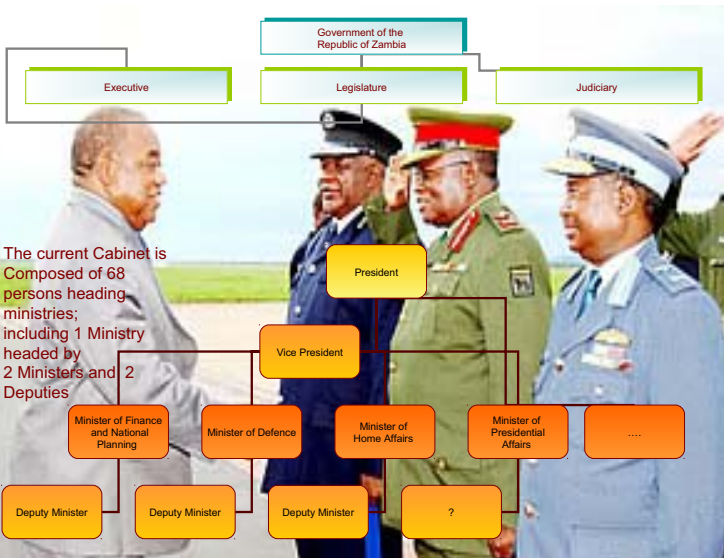 Government of the
Republic of Zambia
Executive
Legislature
Judiciary
The current Cabinet is
Composed of 68
persons heading
ministries;
including 1 Ministry
headed by
2 Ministers and 2
Deputies
President
Vice President
Minister of Finance
and National
Planning
Minister of Defence
Minister of
Home Affairs
Minister of
Presidential
Affairs
....
Deputy Minister
Deputy Minister
Deputy Minister
?